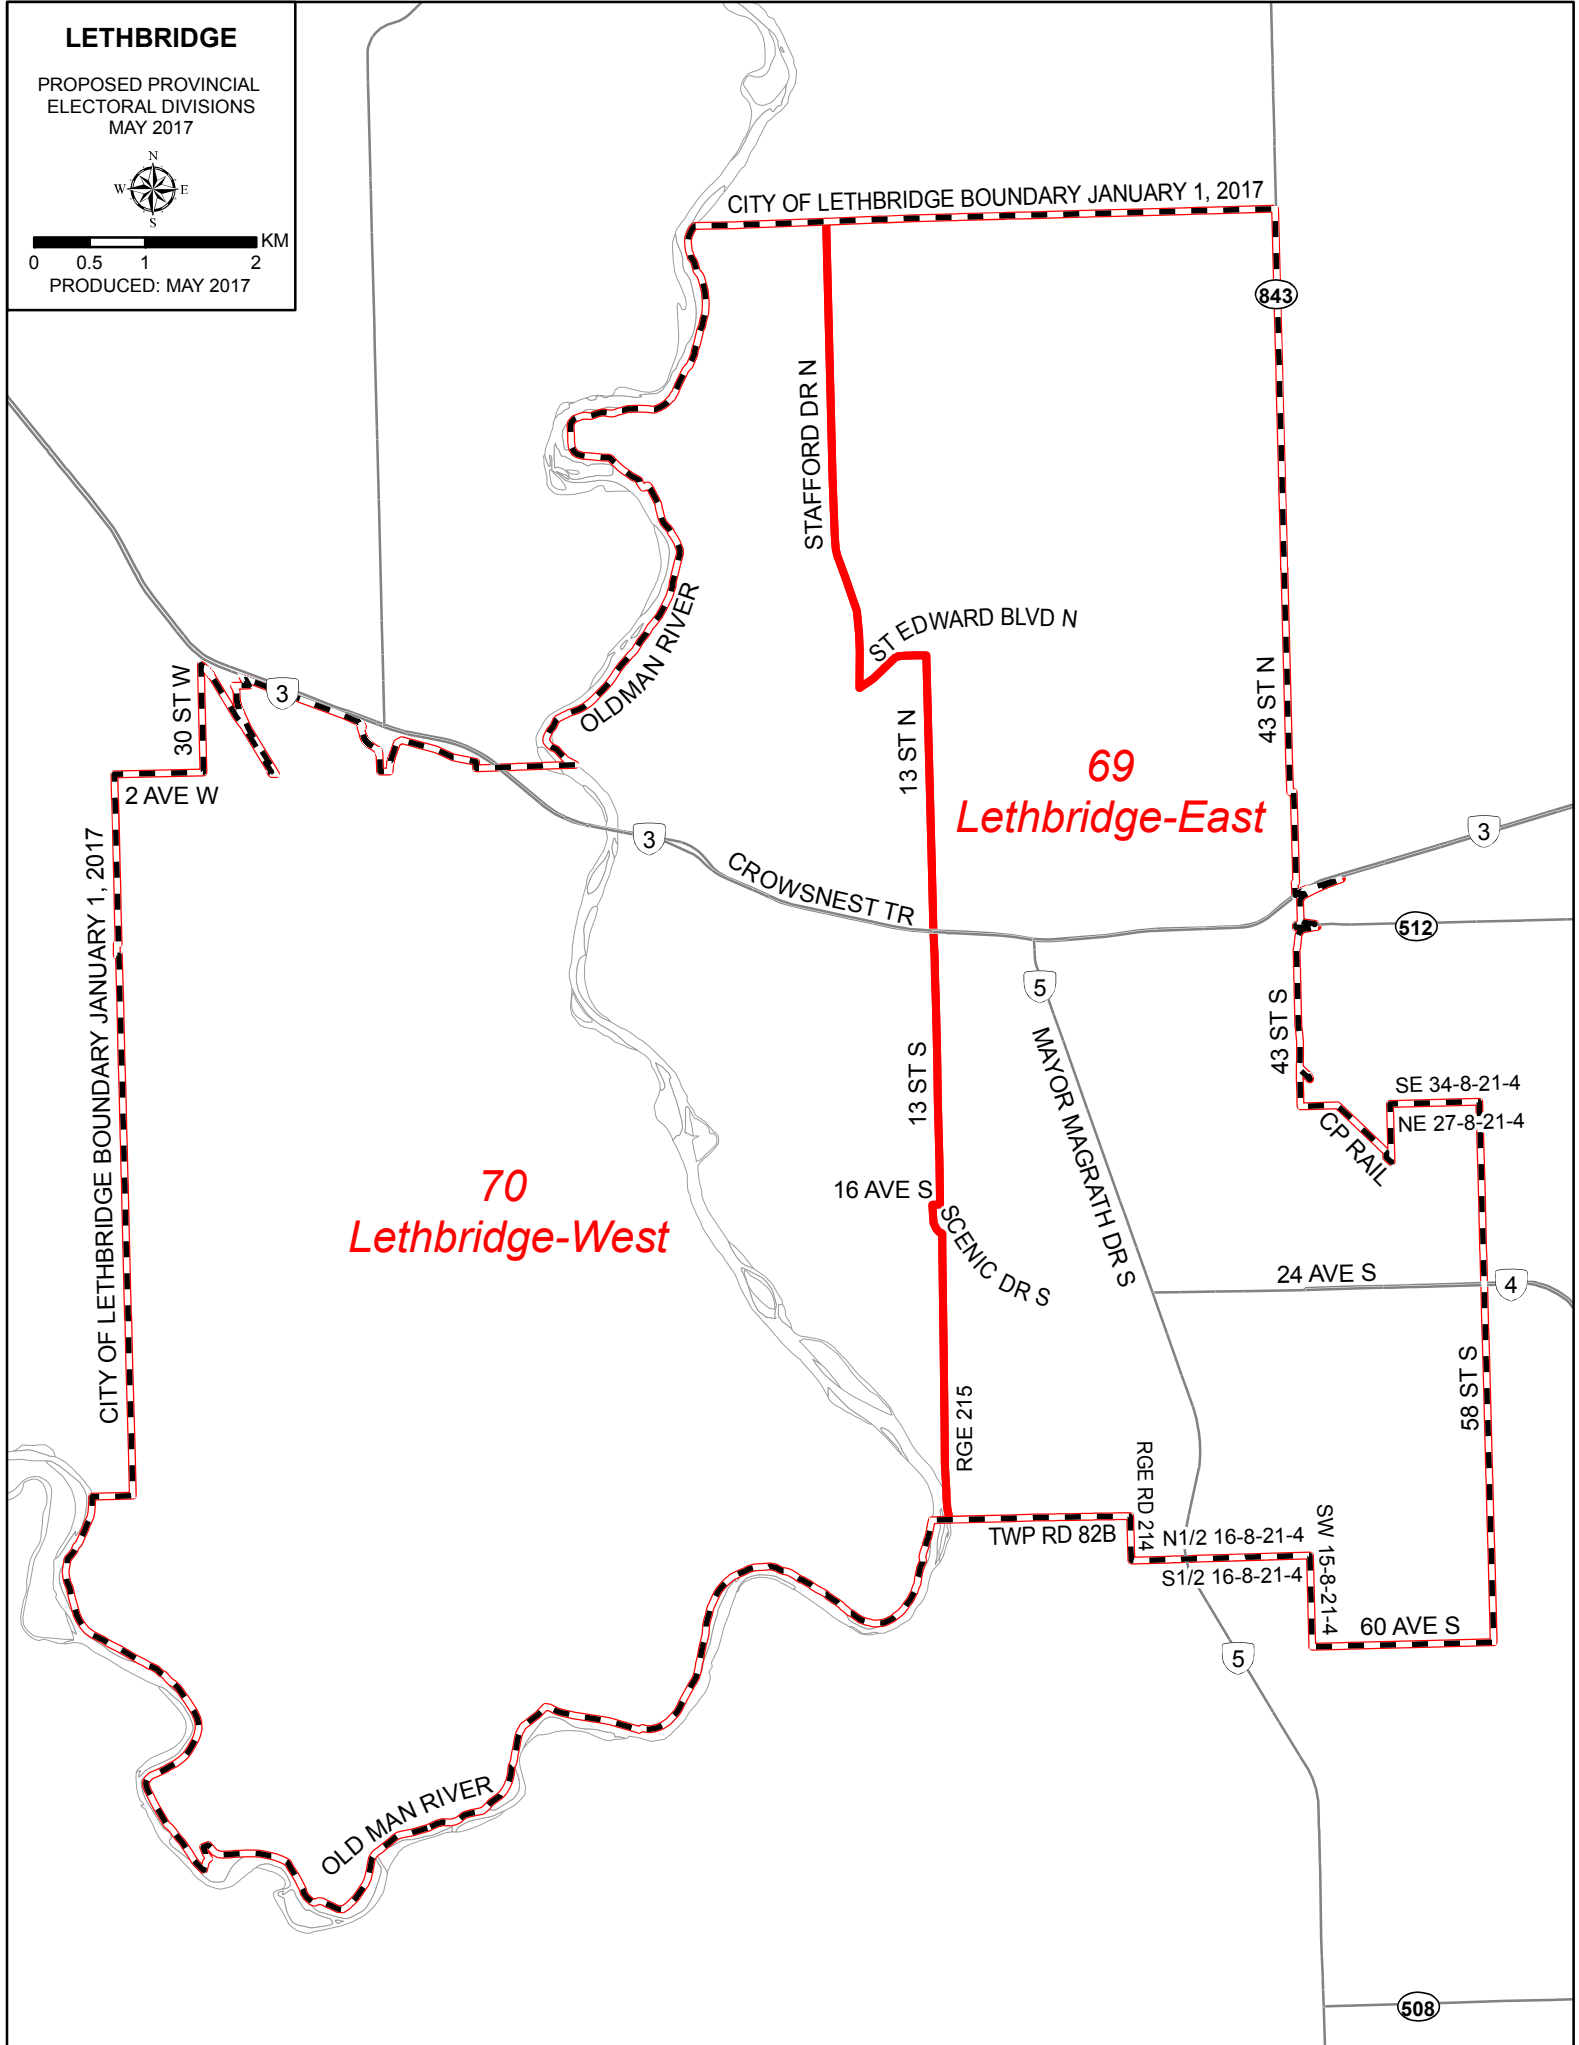 LETHBRIDGE
PROPOSED PROVINCIAL
ELECTORAL DIVISIONS
MAY 2017
N
W E
S
KM
0 0.5 1 2
PRODUCED: MAY 2017
CITY OF LETHBRIDGE BOUNDARY JANUARY 1, 2017
843
STAFFORD DR N
ST EDWARD BLVD N
OLDMAN RIVER
30 ST W
3
2 AVE W
13 ST N
43 ST N
69
Lethbridge-East
3
3
CROWSNEST TR
512
5
CITY OF LETHBRIDGE BOUNDARY JANUARY 1, 2017
43 ST S
13 ST S
MAYOR MAGRATH DR S
SE 34-8-21-4
NE 27-8-21-4
CP RAIL
70
Lethbridge-West
16 AVE S
SCENIC DR S
24 AVE S
4
58 ST S
RGE 215
RGE RD 214
TWP RD 82B
N1/2 16-8-21-4
S1/2 16-8-21-4
SW 15-8-21-4
60 AVE S
5
OLD MAN RIVER
508